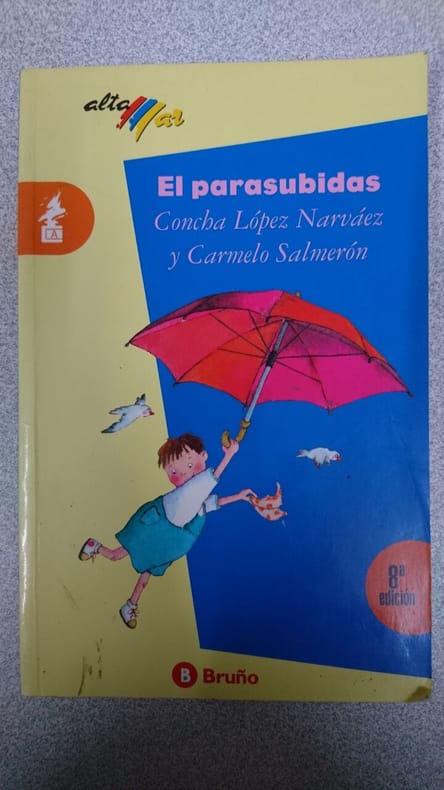 alta
mar
El parasubidas
Concha López Narváez
y Carmelo Salmerón
A
8ª
edición
B Bruño